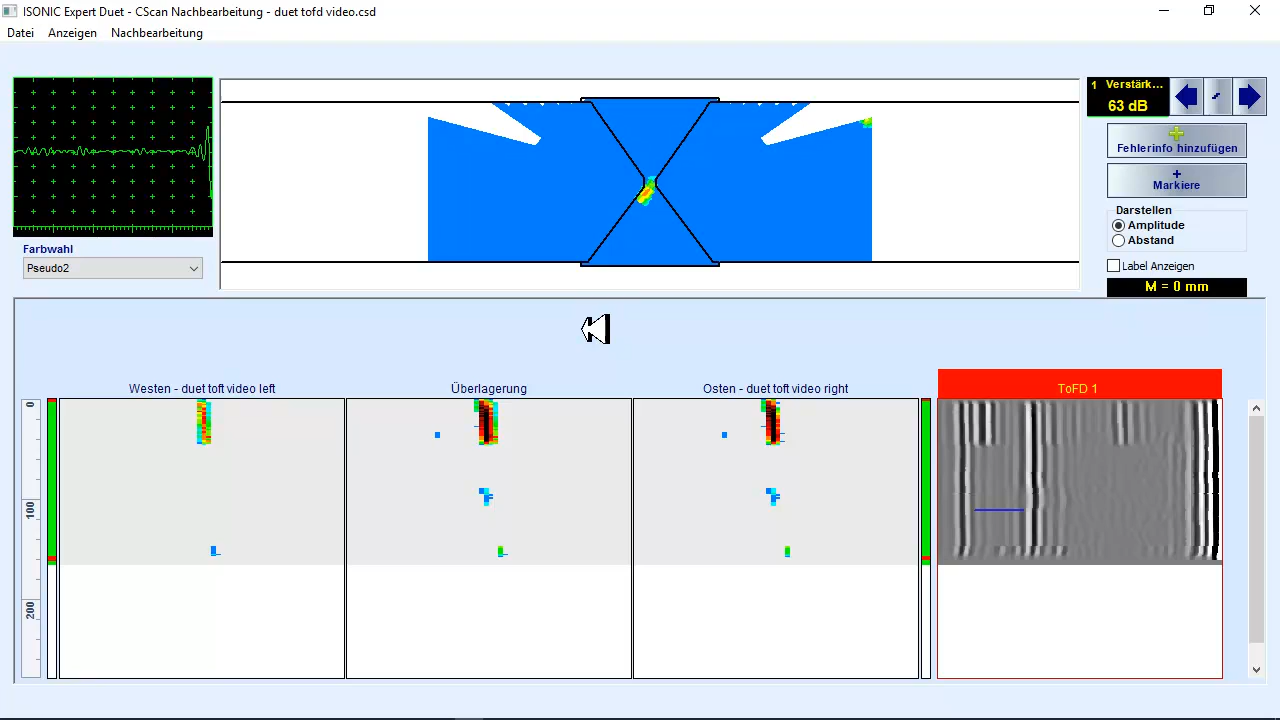 ISONIC Expert Duet - CScan Nachbearbeitung - duet tofd video.csd
Datei Anzeigen Nachbearbeitung
1 Verstärk...
63 dB
Fehlerinfo hinzufügen
Markiere
Darstellen
Amplitude
Abstand
Label Anzeigen
M = 0 mm
Farbwahl
Pseudo2
Westen - duet toft video left
Überlagerung
Osten - duet toft video right
ToFD 1
0
100
200